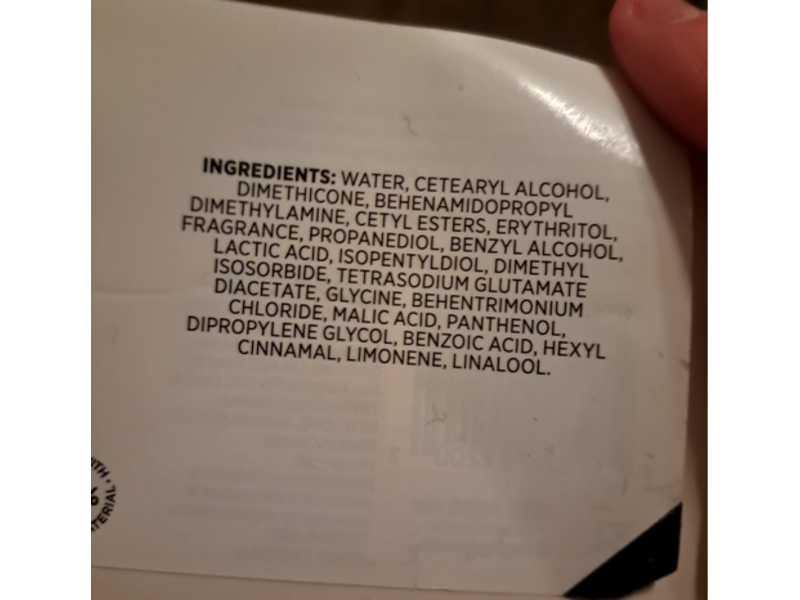 INGREDIENTS: WATER, CETEARYL ALCOHOL,
DIMETHICONE, BEHENAMIDOPROPYL
DIMETHYLAMINE, CETYL ESTERS, ERYTHRITOL,
FRAGRANCE, PROPANEDIOL, BENZYL ALCOHOL,
LACTIC ACID, ISOPENTYLDIOL, DIMETHYL
ISOSORBIDE, TETRASODIUM GLUTAMATE
DIACETATE, GLYCINE, BEHENTRIMONIUM
CHLORIDE, MALIC ACID, PANTHENOL,
DIPROPYLENE GLYCOL, BENZOIC ACID, HEXYL
CINNAMAL, LIMONENE, LINALOOL.